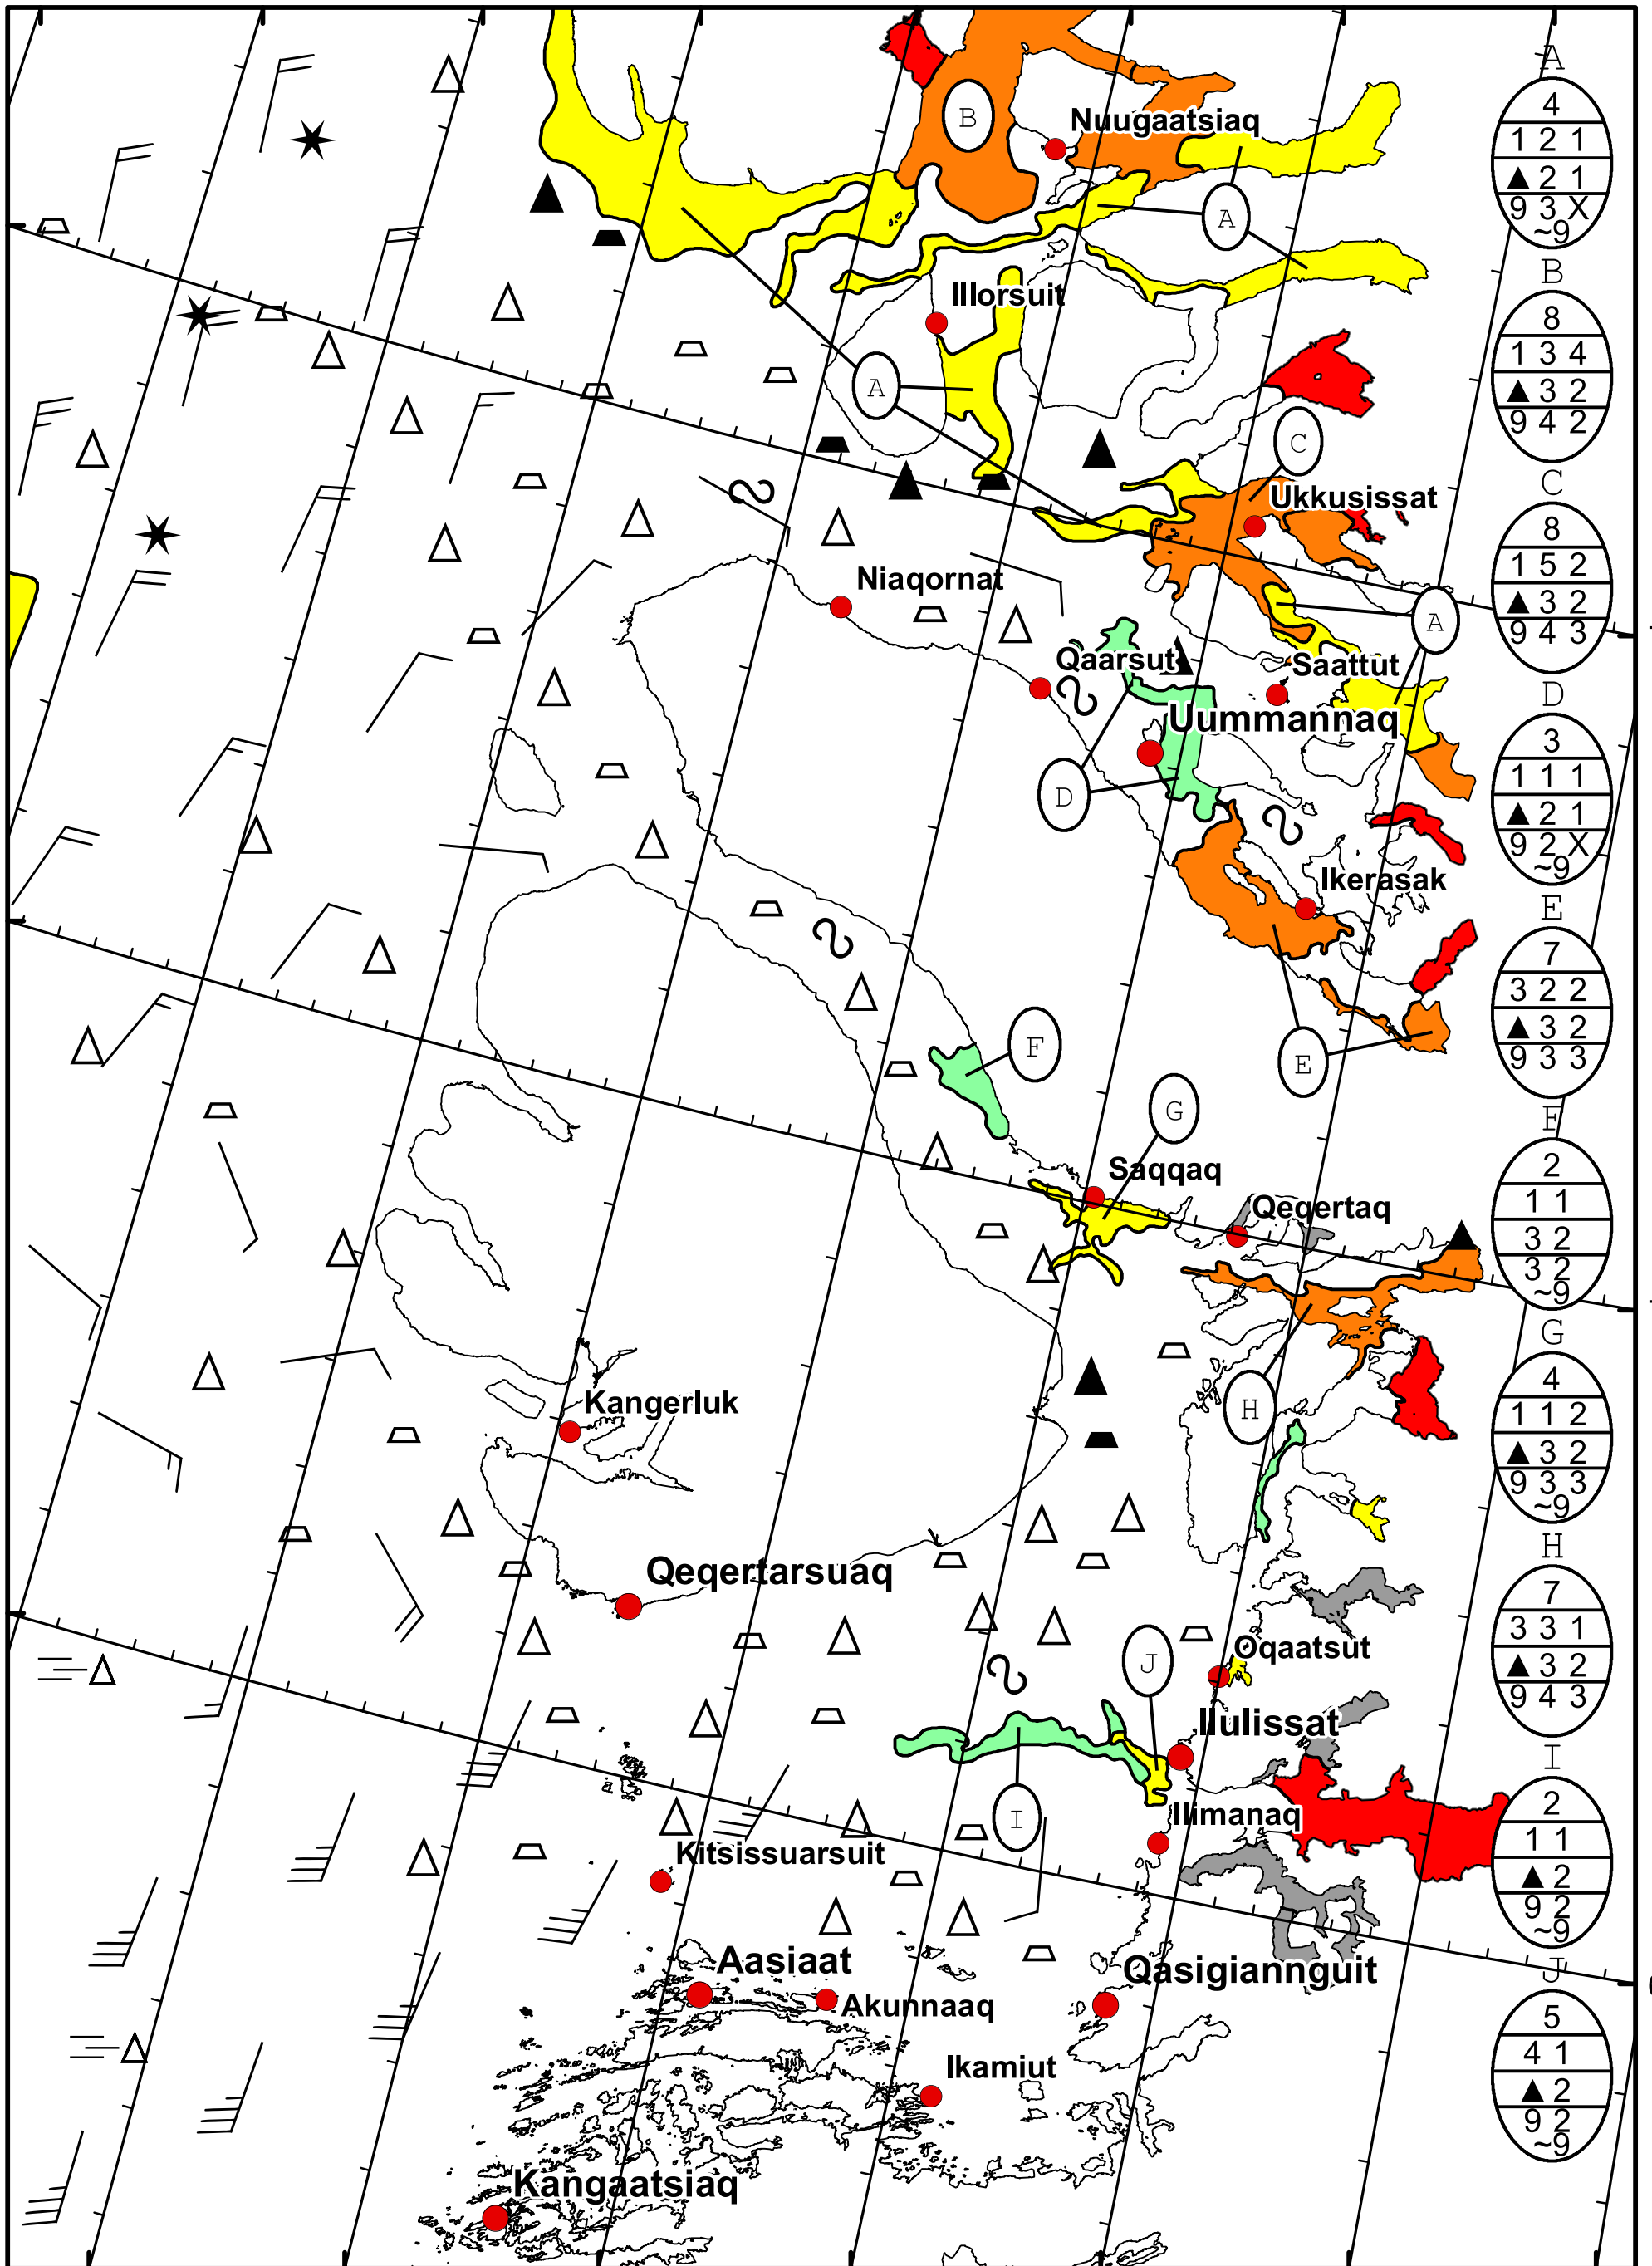 A
4
1 2 1
▲ 2 1
9 3 X
~9
B
Nuugaatsiaq
A
B
8
1 3 4
▲ 3 2
9 4 2
Illorsuit
A
C
C
8
1 5 2
▲ 3 2
9 4 3
Ukkusissat
Niaqornat
A
Qaarsut
Saattut
Uummannaq
D
3
1 1 1
▲ 2 1
9 2 X
~9
D
Ikerasak
E
7
3 2 2
▲ 3 2
9 3 3
F
E
G
F
2
1 1
3 2
3 2
~9
Saqqaq
Qeqertaq
G
4
1 1 2
▲ 3 2
9 3 3
~9
Kangerluk
H
H
7
3 3 1
▲ 3 2
9 4 3
Qeqertarsuaq
Oqaatsut
J
Ilulissat
I
2
1 1
▲ 2
9 2
~9
I
Ilimanaq
Kitsissuarsuit
Aasiaat
Qasigiannguit
Akunnaaq
J
5
4 1
▲ 2
9 2
~9
Ikamiut
Kangaatsiaq